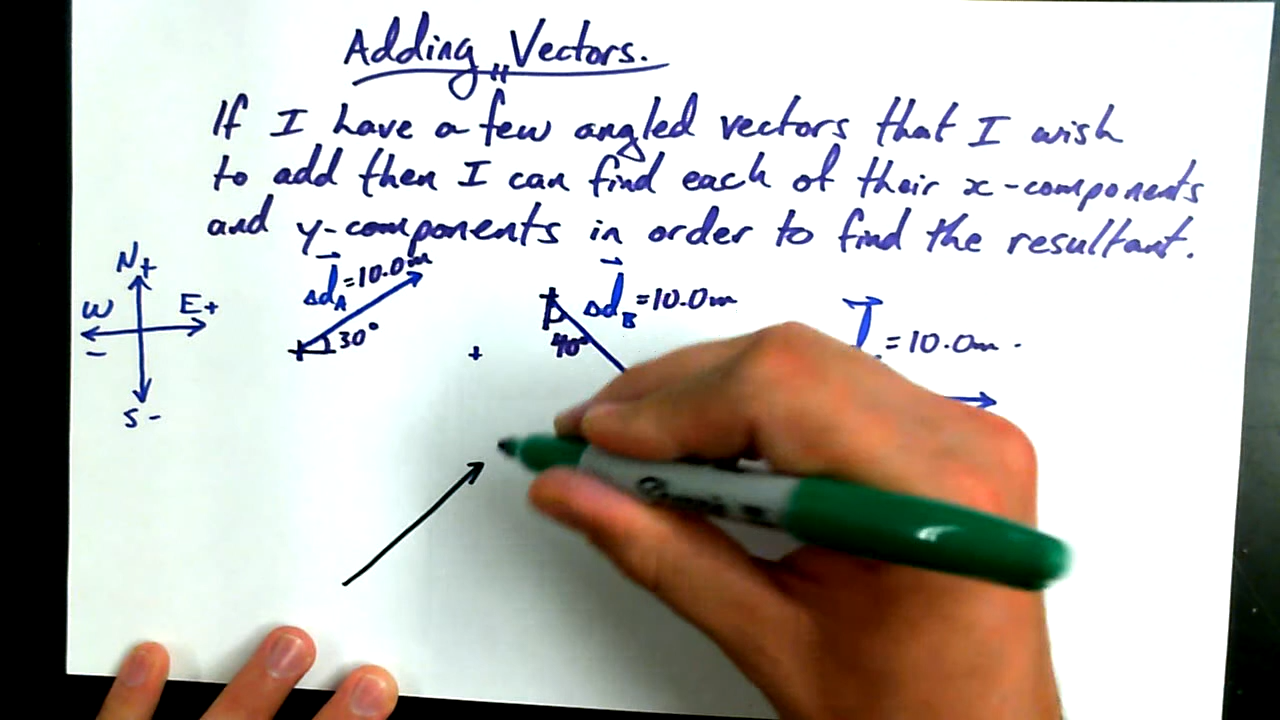 Adding Vectors.
If I have a few angled vectors that I wish
to add then I can find each of their x-components
and y-components in order to find the resultant.
N+
W
E+
-
S-
Δd_A=10.0m
30°
+
Δd_B=10.0m
40°
=10.0m.